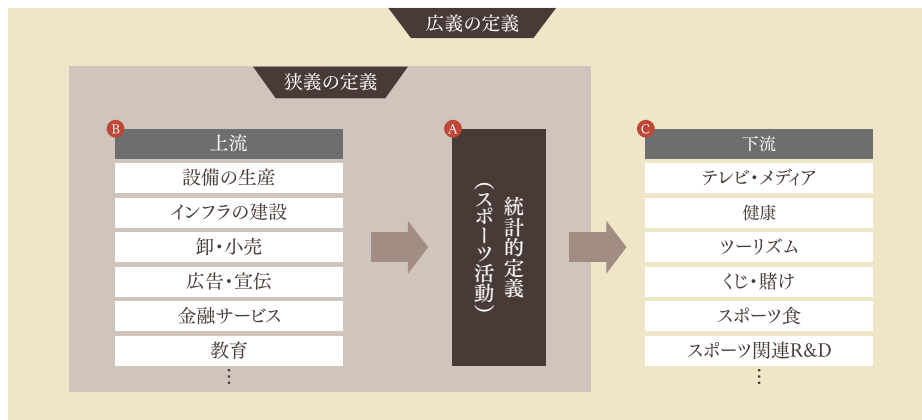 広義の定義
狭義の定義
B
上流
設備の生産
インフラの建設
卸・小売
広告・宣伝
金融サービス
教育
⋮
A
統計的定義
(スポーツ活動)
C
下流
テレビ・メディア
健康
ツーリズム
くじ・賭け
スポーツ食
スポーツ関連R&D
⋮